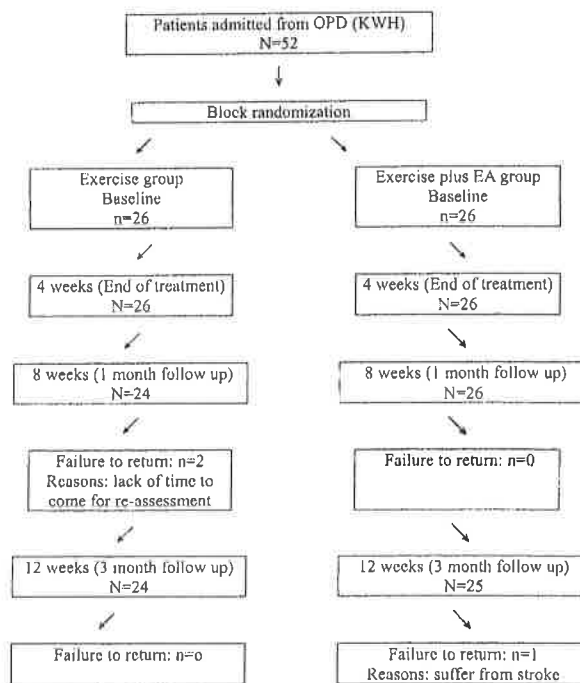 Patients admitted from OPD (KWH)
N=52
Block randomization
Exercise group
Baseline
n=26
Exercise plus EA group
Baseline
n=26
4 weeks (End of treatment)
N=26
4 weeks (End of treatment)
N=26
8 weeks (1 month follow up)
N=24
8 weeks (1 month follow up)
N=26
Failure to return: n=2
Reasons: lack of time to
come for re-assessment
Failure to return: n=0
12 weeks (3 month follow up)
N=24
12 weeks (3 month follow up)
N=25
Failure to return: n=o
Failure to return: n=1
Reasons: suffer from stroke